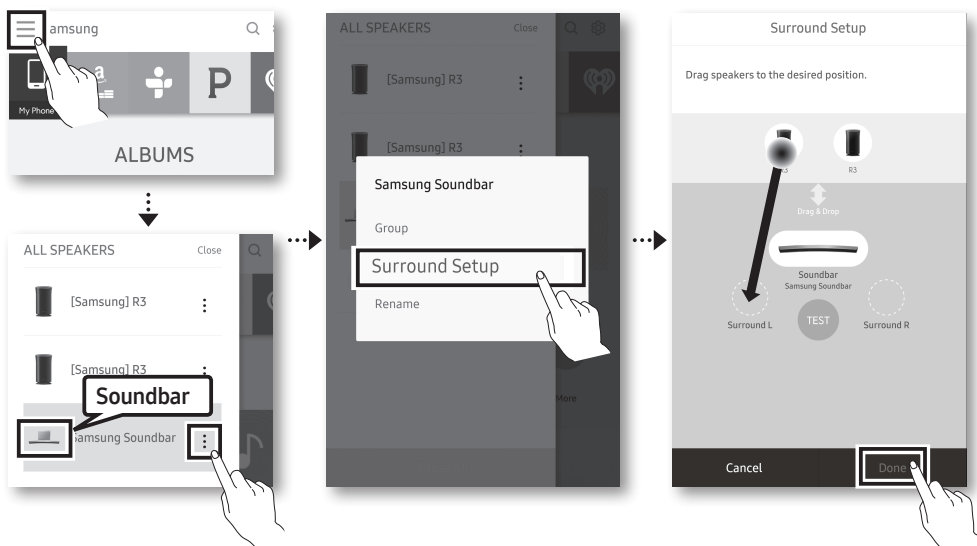 amsung
a
P
My Phone
ALBUMS
ALL SPEAKERS Close
[Samsung] R3
[Samsung] R3
Soundbar
amsung Soundbar
ALL SPEAKERS Close
[Samsung] R3
[Samsung] R3
Samsung Soundbar
Group
Surround Setup
Rename
More
Surround Setup
Drag speakers to the desired position.
R3
Drag & Drop
Soundbar
Samsung Soundbar
Surround L
TEST
Surround R
Cancel
Done